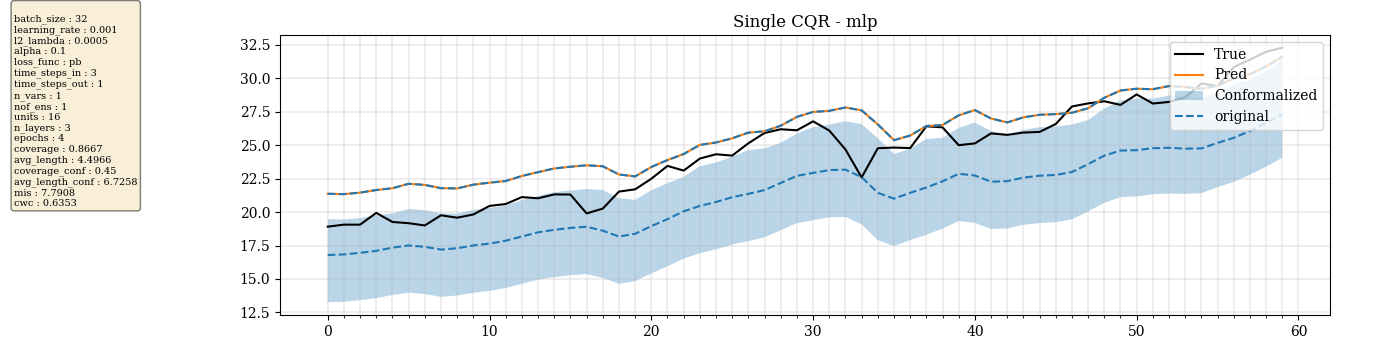 batch_size : 32
learning_rate : 0.001
l2_lambda : 0.0005
alpha : 0.1
loss_func : pb
time_steps_in : 3
time_steps_out : 1
n_vars : 1
nof_ens : 1
units : 16
n_layers : 3
epochs : 4
coverage : 0.8667
avg_length : 4.4966
coverage_conf : 0.45
avg_length_conf : 6.7258
mis : 7.7908
cwc : 0.6353
Single CQR - mlp
32.5
30.0
27.5
25.0
22.5
20.0
17.5
15.0
12.5
True
Pred
Conformalized
original
0 10 20 30 40 50 60